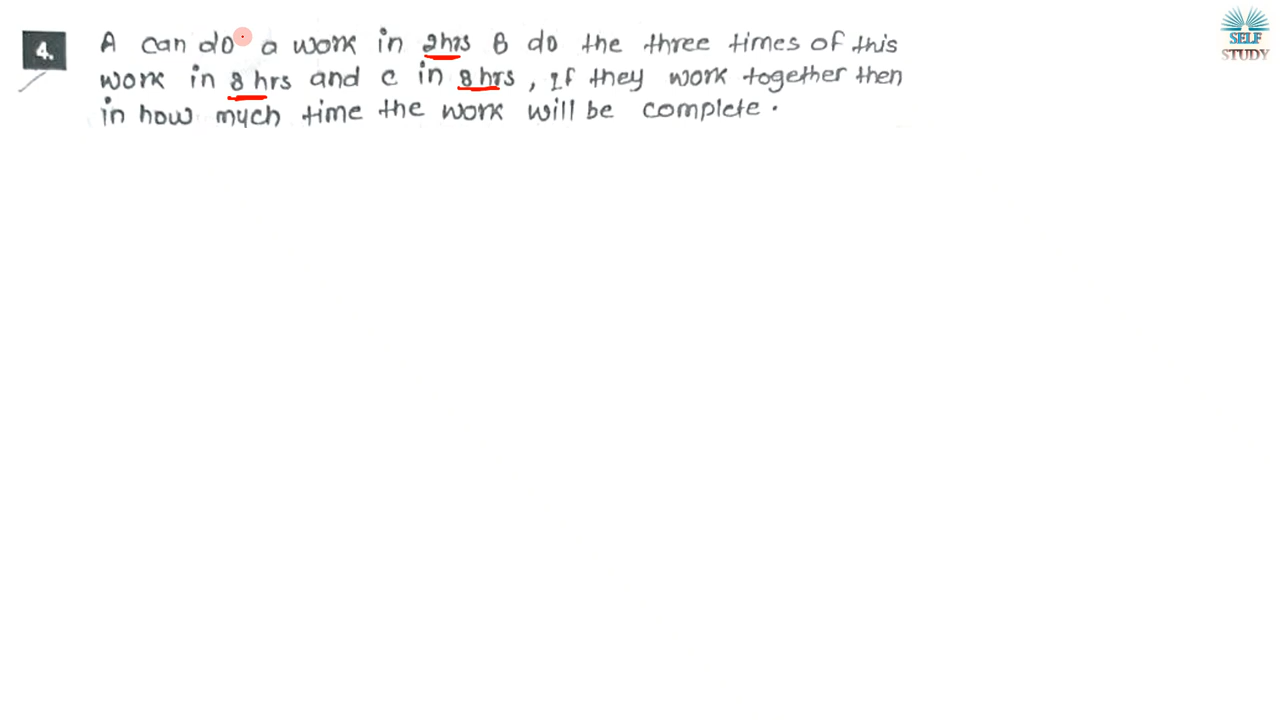 4.
A can do a work in 2hrs B do the three times of this
work in 8 hrs and c in 8 hrs, If they work together then
in how much time the work will be complete.
SELF
STUDY